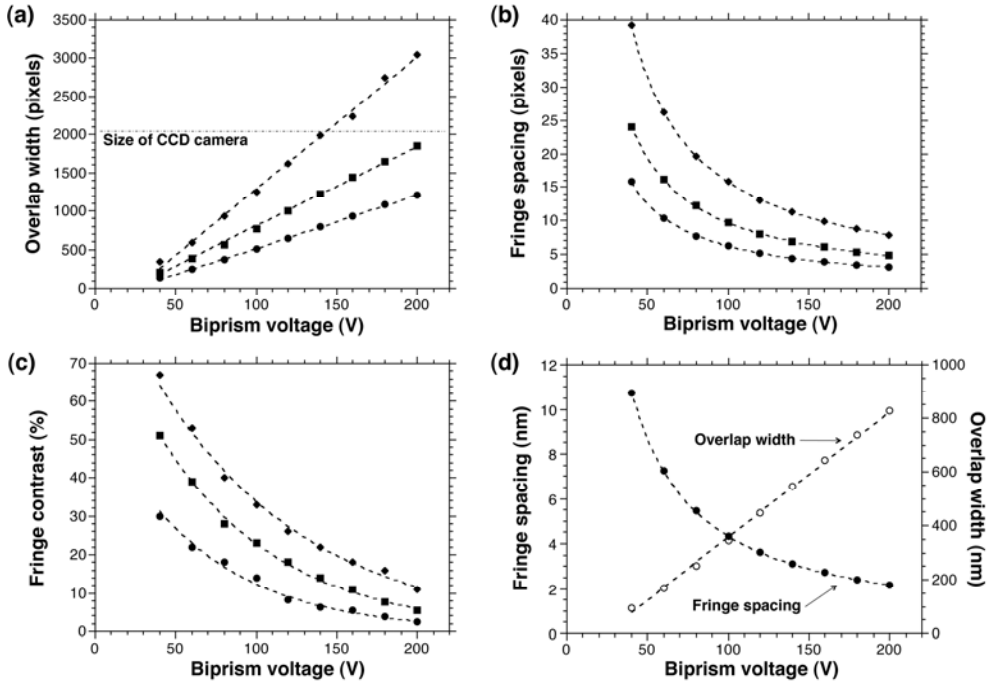 (a)
Overlap width (pixels)
3500
3000
2500
2000
1500
1000
500
0
Size of CCD camera
0 50 100 150 200
Biprism voltage (V)
(b)
Fringe spacing (pixels)
40
35
30
25
20
15
10
5
0
0 50 100 150 200
Biprism voltage (V)
(c)
Fringe contrast (%)
70
60
50
40
30
20
10
0
0 50 100 150 200
Biprism voltage (V)
(d)
Fringe spacing (nm)
12
10
8
6
4
2
0
Overlap width
Fringe spacing
1000
800
600
400
200
0
Overlap width (nm)
0 50 100 150 200
Biprism voltage (V)